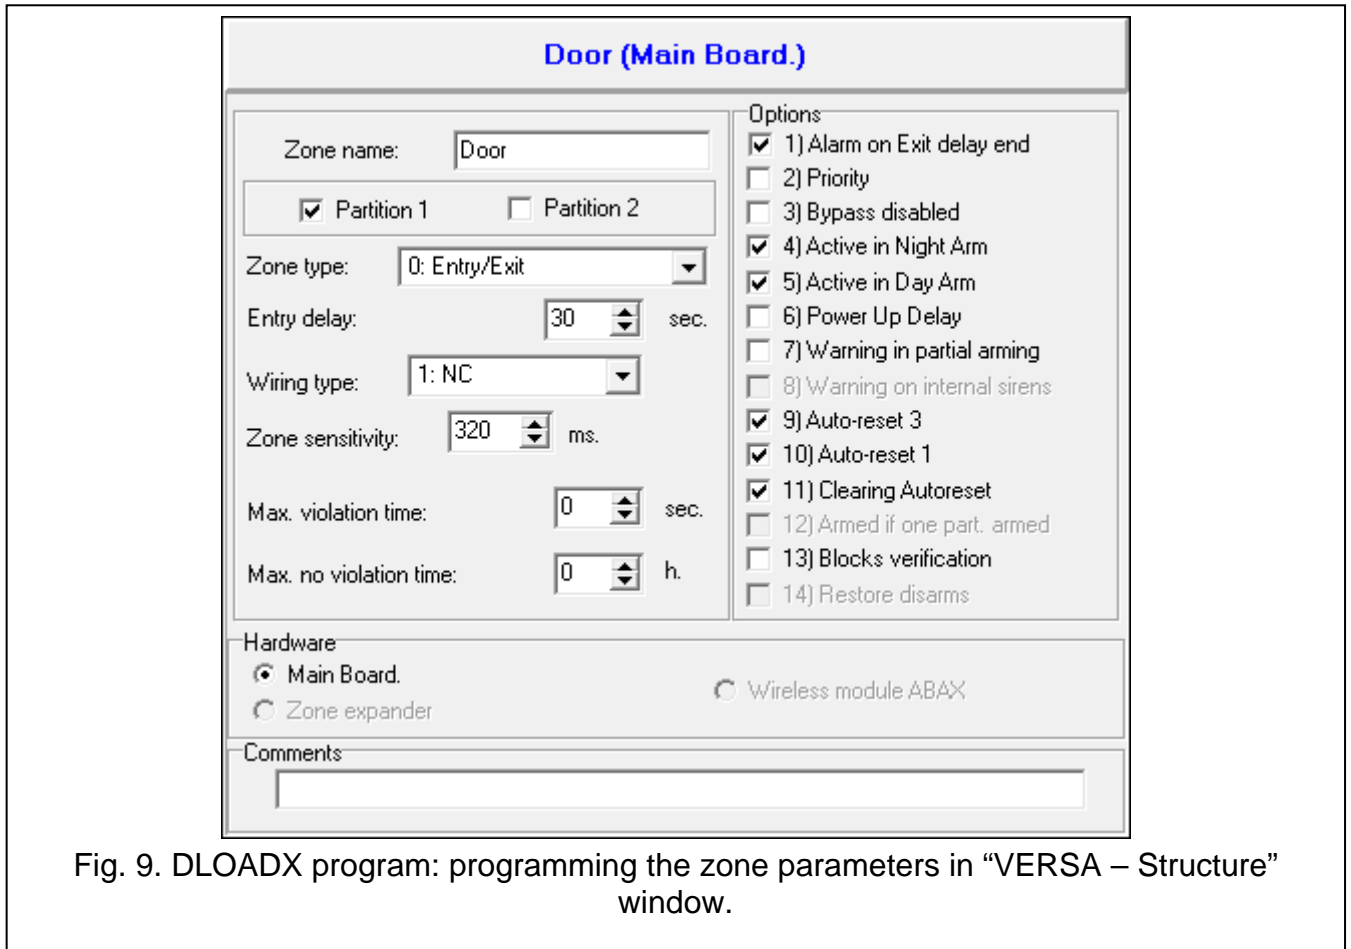 Door (Main Board.)
Zone name: Door
Partition 1 Partition 2
Zone type: 0: Entry/Exit
Entry delay: 30 sec.
Wiring type: 1: NC
Zone sensitivity: 320 ms.
Max. violation time: 0 sec.
Max. no violation time: 0 h.
Options
1) Alarm on Exit delay end
2) Priority
3) Bypass disabled
4) Active in Night Arm
5) Active in Day Arm
6) Power Up Delay
7) Warning in partial arming
8) Warning on internal sirens
9) Auto-reset 3
10) Auto-reset 1
11) Clearing Autoreset
12) Armed if one part. armed
13) Blocks verification
14) Restore disarms
Hardware
Main Board.
Zone expander
Wireless module ABAX
Comments
Fig. 9. DLOADX program: programming the zone parameters in “VERSA – Structure”
window.